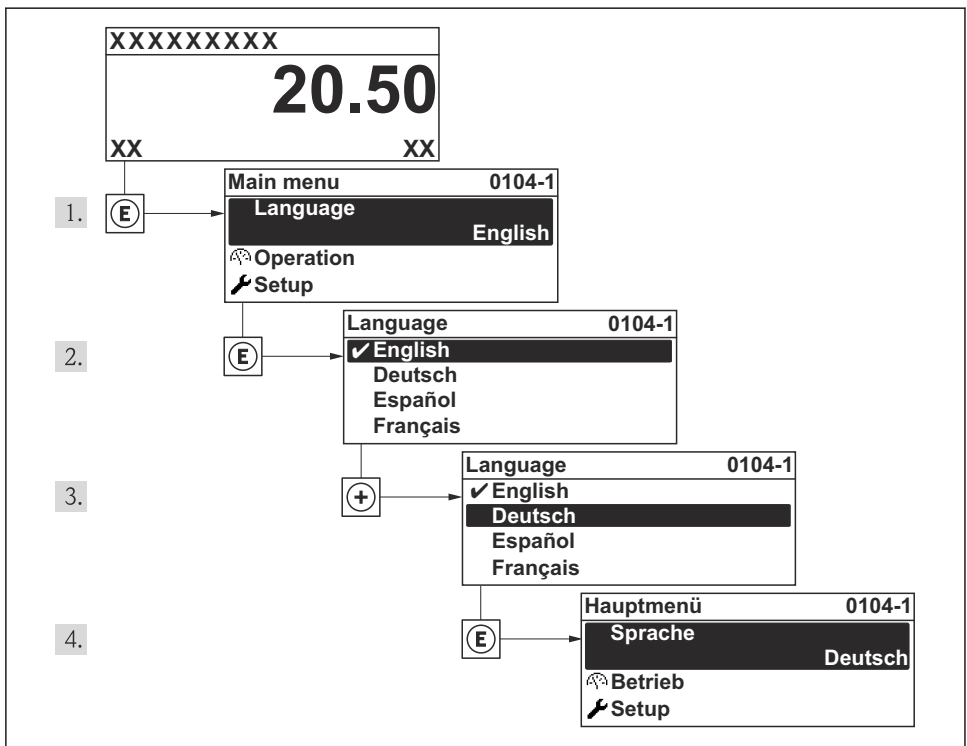 XXXXXXXXX
20.50
XX XX
1. E
Main menu 0104-1
Language
English
Operation
Setup
2. E
Language 0104-1
✔ English
Deutsch
Español
Français
3. +
Language 0104-1
✔ English
Deutsch
Español
Français
4. E
Hauptmenü 0104-1
Sprache
Deutsch
Betrieb
Setup